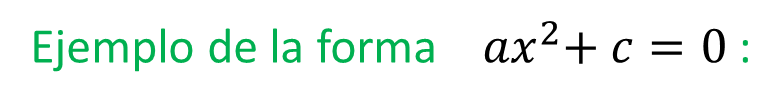 Ejemplo de la forma 𝑎𝑥² + 𝑐 = 0 :